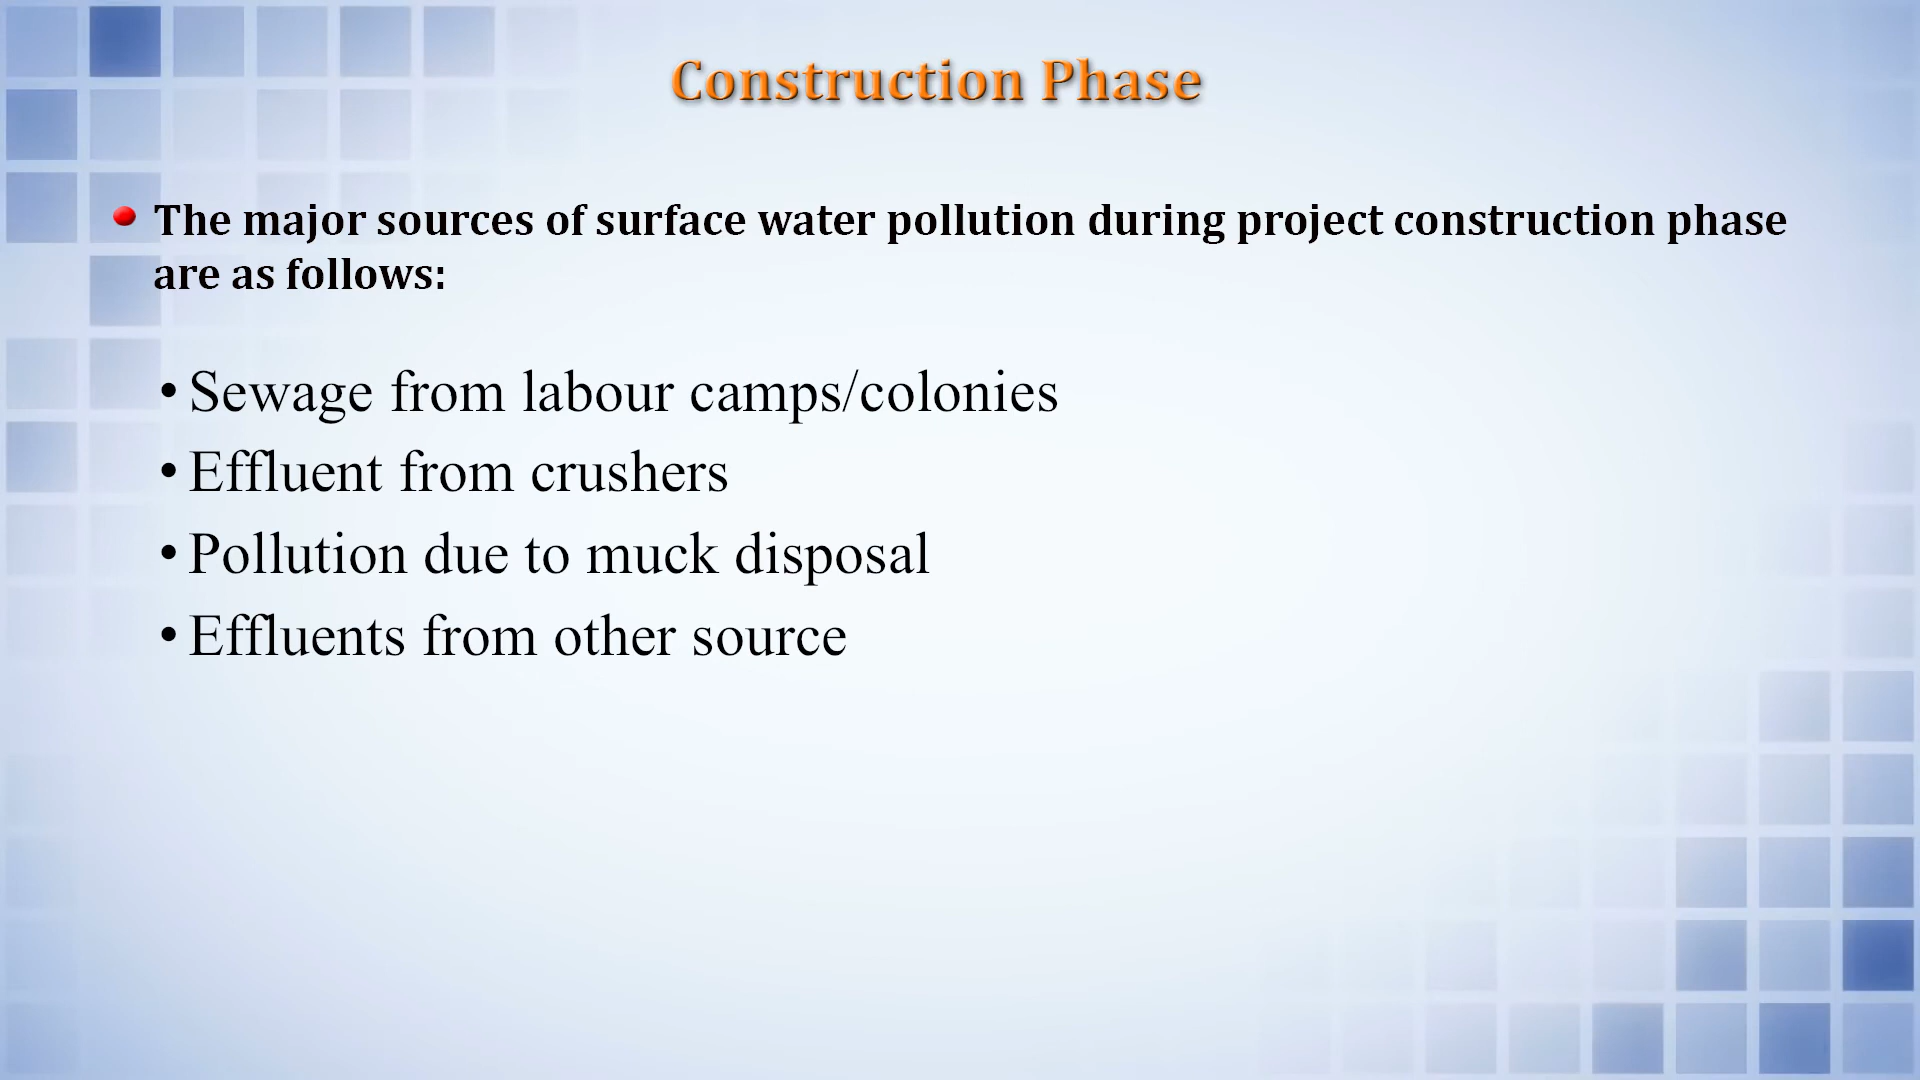 Construction Phase
The major sources of surface water pollution during project construction phase
are as follows:
• Sewage from labour camps/colonies
• Effluent from crushers
• Pollution due to muck disposal
• Effluents from other source